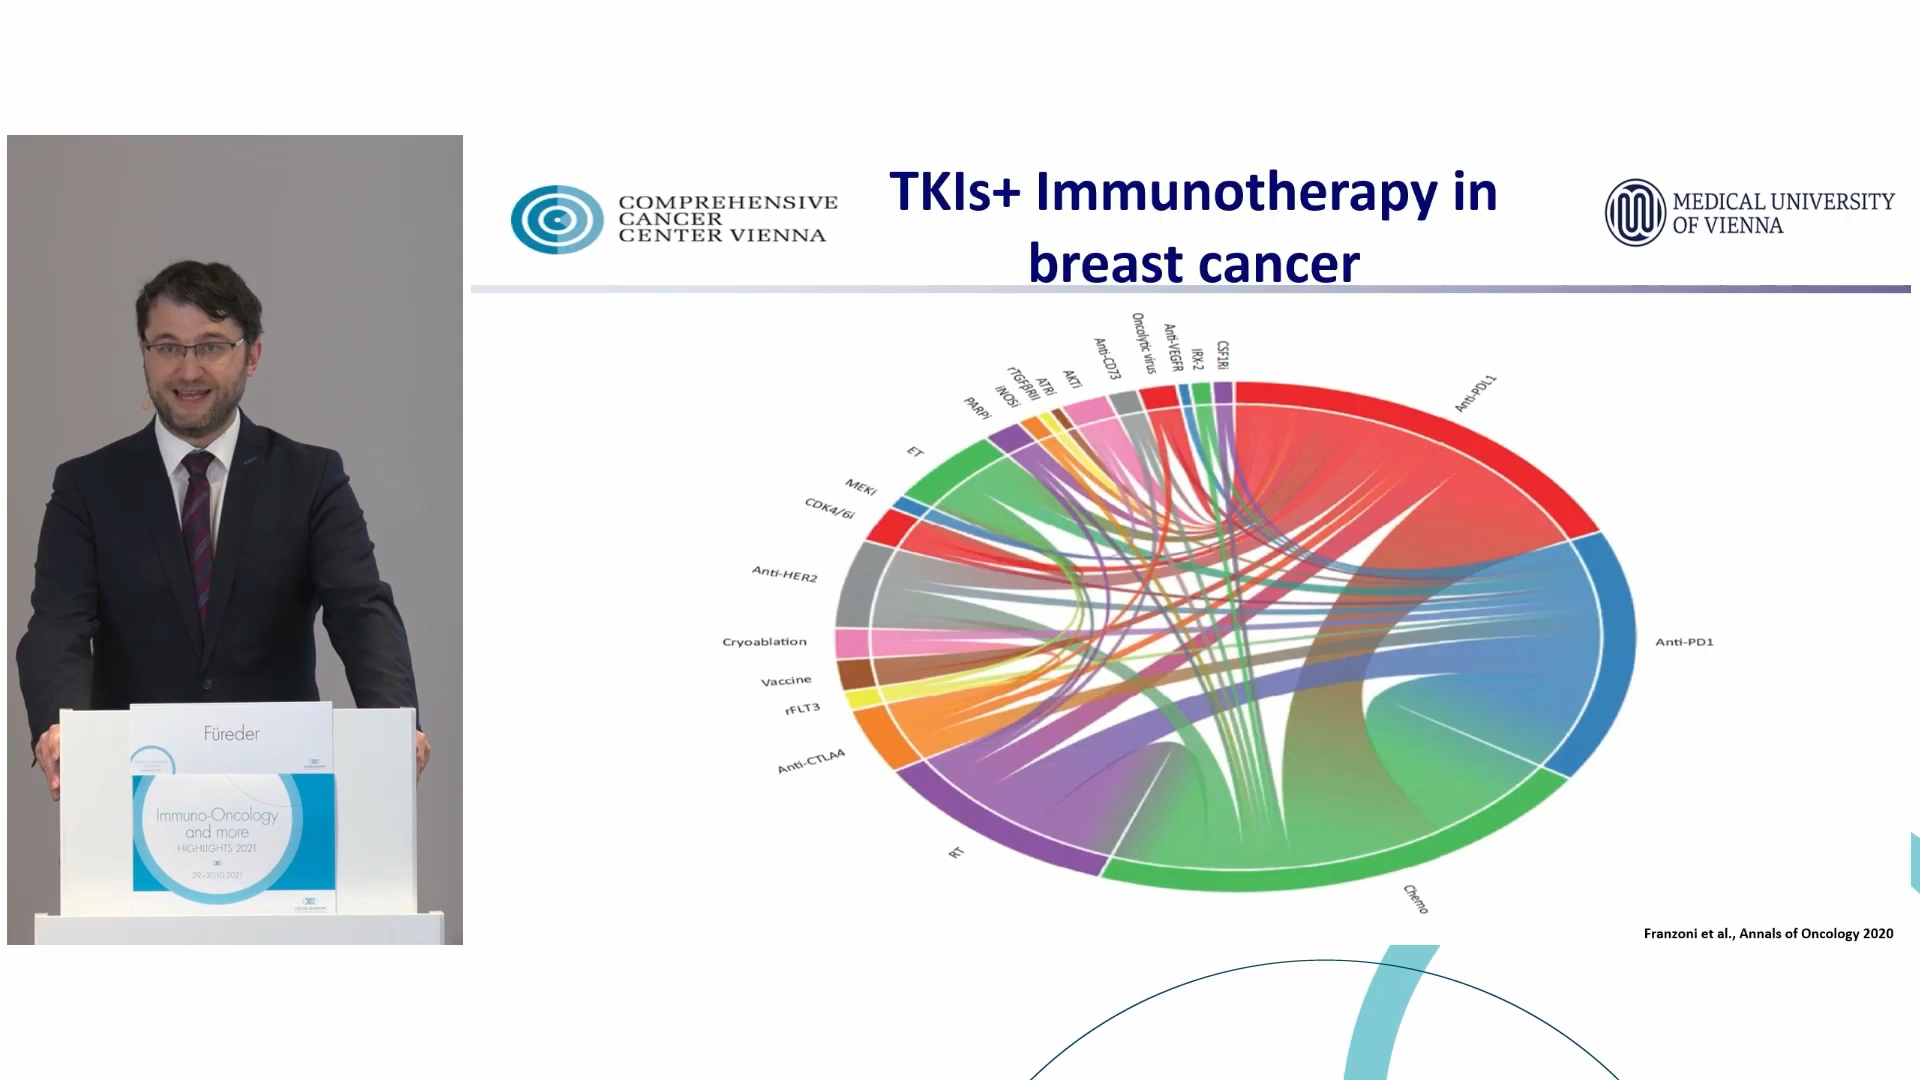 COMPREHENSIVE
CANCER
CENTER VIENNA
TKIs+ Immunotherapy in
breast cancer
MEDICAL UNIVERSITY
OF VIENNA
Oncolytic virus
Anti-VEGFR
IRX-2
CSF1Ri
Anti-CD73
AKTi
ATRi
rTGFβRII
iNOSi
PARPi
ET
MEKi
CDK4/6i
Anti-HER2
Cryoablation
Vaccine
rFLT3
Anti-CTLA4
RT
Chemo
Anti-PD1
Anti-PDL1
Franzoni et al., Annals of Oncology 2020
Füreder
Immuno-Oncology
and more
HIGHLIGHTS 2021
29–30.10.2021